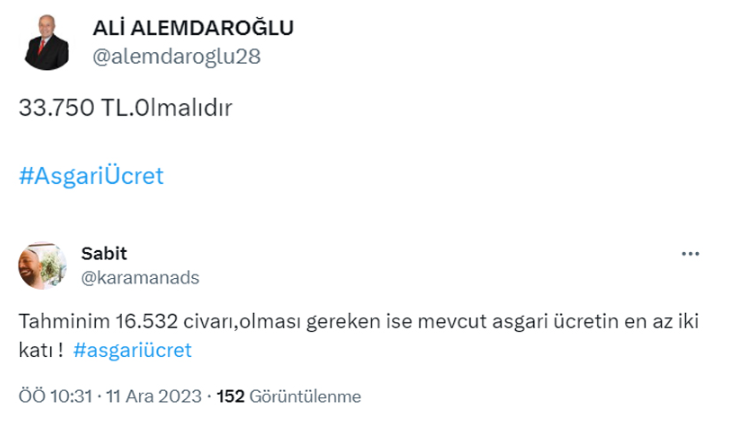 ALİ ALEMDAROĞLU
@alemdaroglu28
33.750 TL.Olmalıdır
#AsgariÜcret
Sabit
@karamanads
Tahminim 16.532 civarı,olması gereken ise mevcut asgari ücretin en az iki
katı ! #asgariücret
ÖÖ 10:31 · 11 Ara 2023 · 152 Görüntülenme